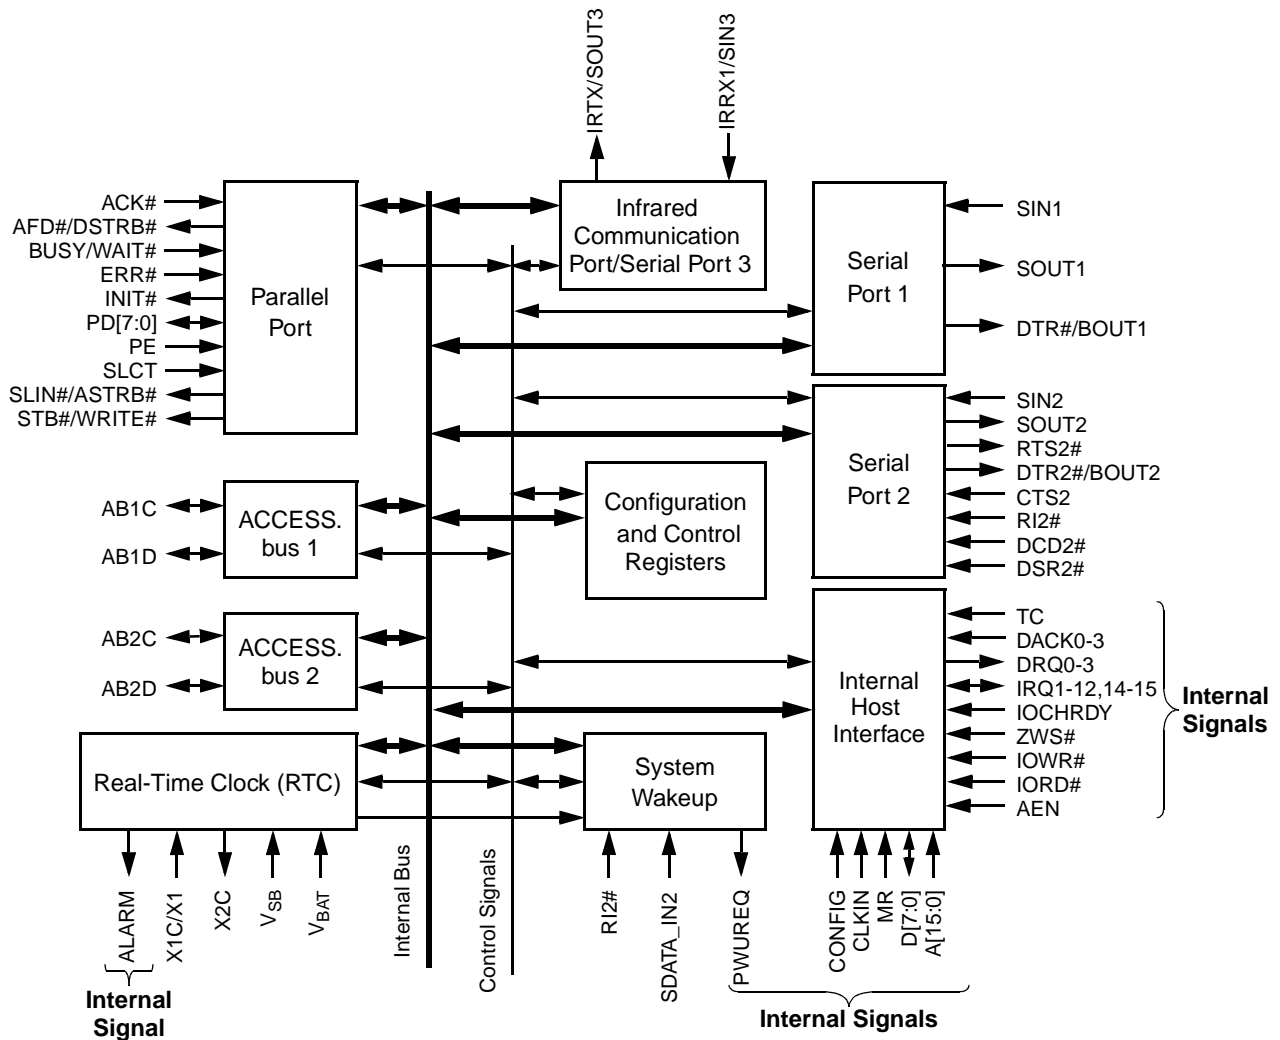 IRTX/SOUT3
IRRX1/SIN3
ACK#
AFD#/DSTRB#
BUSY/WAIT#
ERR#
INIT#
PD[7:0]
PE
SLCT
SLIN#/ASTRB#
STB#/WRITE#
Parallel
Port
Infrared
Communication
Port/Serial Port 3
Serial
Port 1
SIN1
SOUT1
DTR#/BOUT1
Serial
Port 2
SIN2
SOUT2
RTS2#
DTR2#/BOUT2
CTS2
RI2#
DCD2#
DSR2#
AB1C
AB1D
ACCESS.
bus 1
Configuration
and Control
Registers
AB2C
AB2D
ACCESS.
bus 2
Internal
Host
Interface
TC
DACK0-3
DRQ0-3
IRQ1-12,14-15
IOCHRDY
ZWS#
IOWR#
IORD#
AEN
Internal
Signals
Real-Time Clock (RTC)
System
Wakeup
ALARM
X1C/X1
X2C
VSB
VBAT
Internal Bus
Control Signals
RI2#
SDATA_IN2
PWUREQ
CONFIG
CLKIN
MR
D[7:0]
A[15:0]
Internal
Signal
Internal Signals